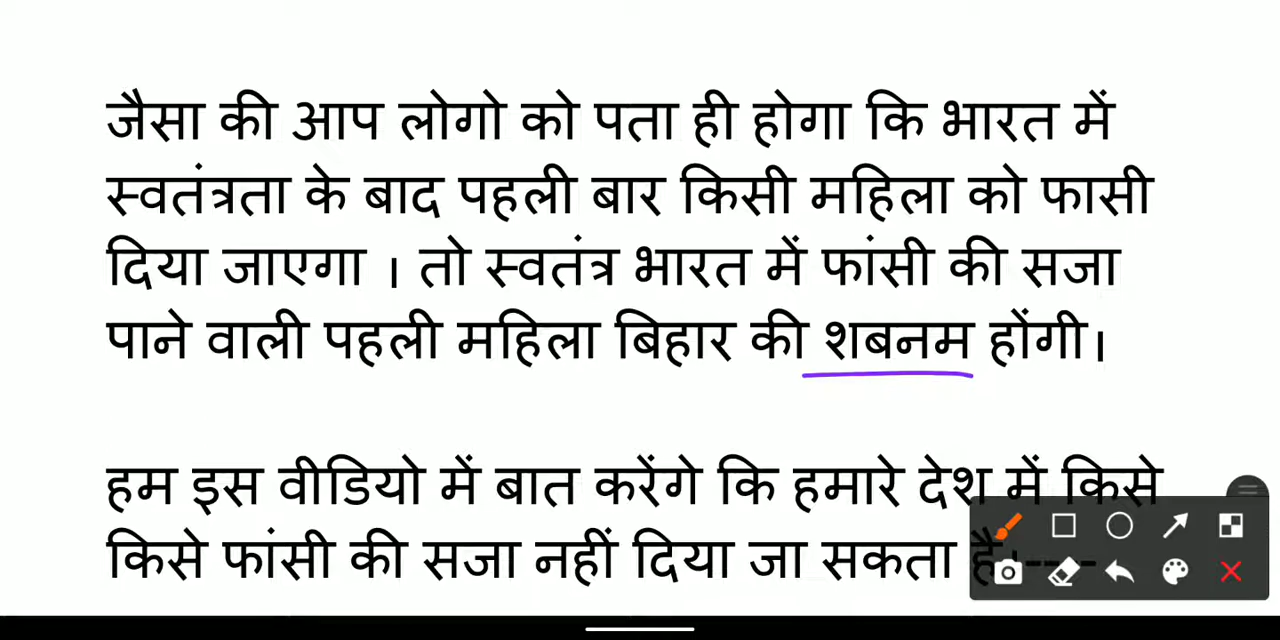 जैसा की आप लोगो को पता ही होगा कि भारत में
स्वतंत्रता के बाद पहली बार किसी महिला को फासी
दिया जाएगा । तो स्वतंत्र भारत में फांसी की सजा
पाने वाली पहली महिला बिहार की शबनम होंगी।
हम इस वीडियो में बात करेंगे कि हमारे देश में किसे
किसे फांसी की सजा नहीं दिया जा सकता है।---